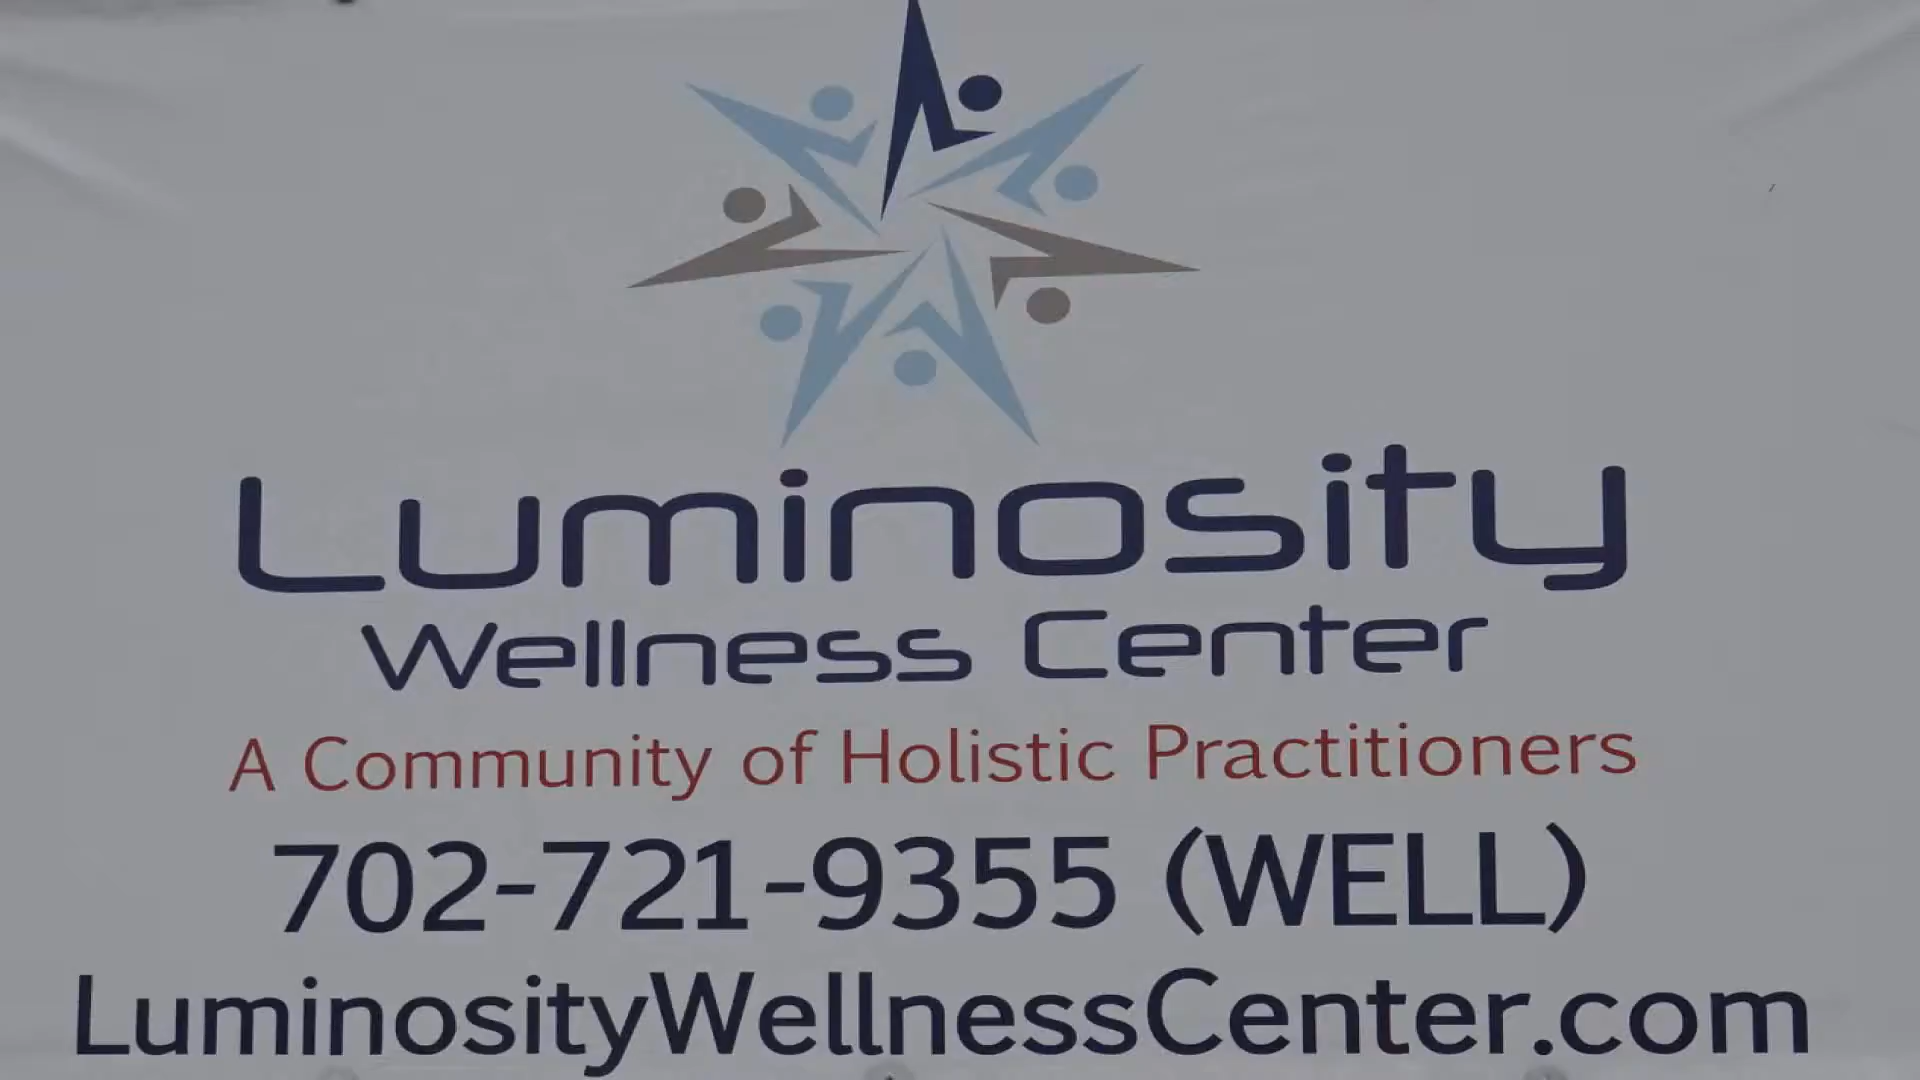 Luminosity
Wellness Center
A Community of Holistic Practitioners
702-721-9355 (WELL)
LuminosityWellnessCenter.com